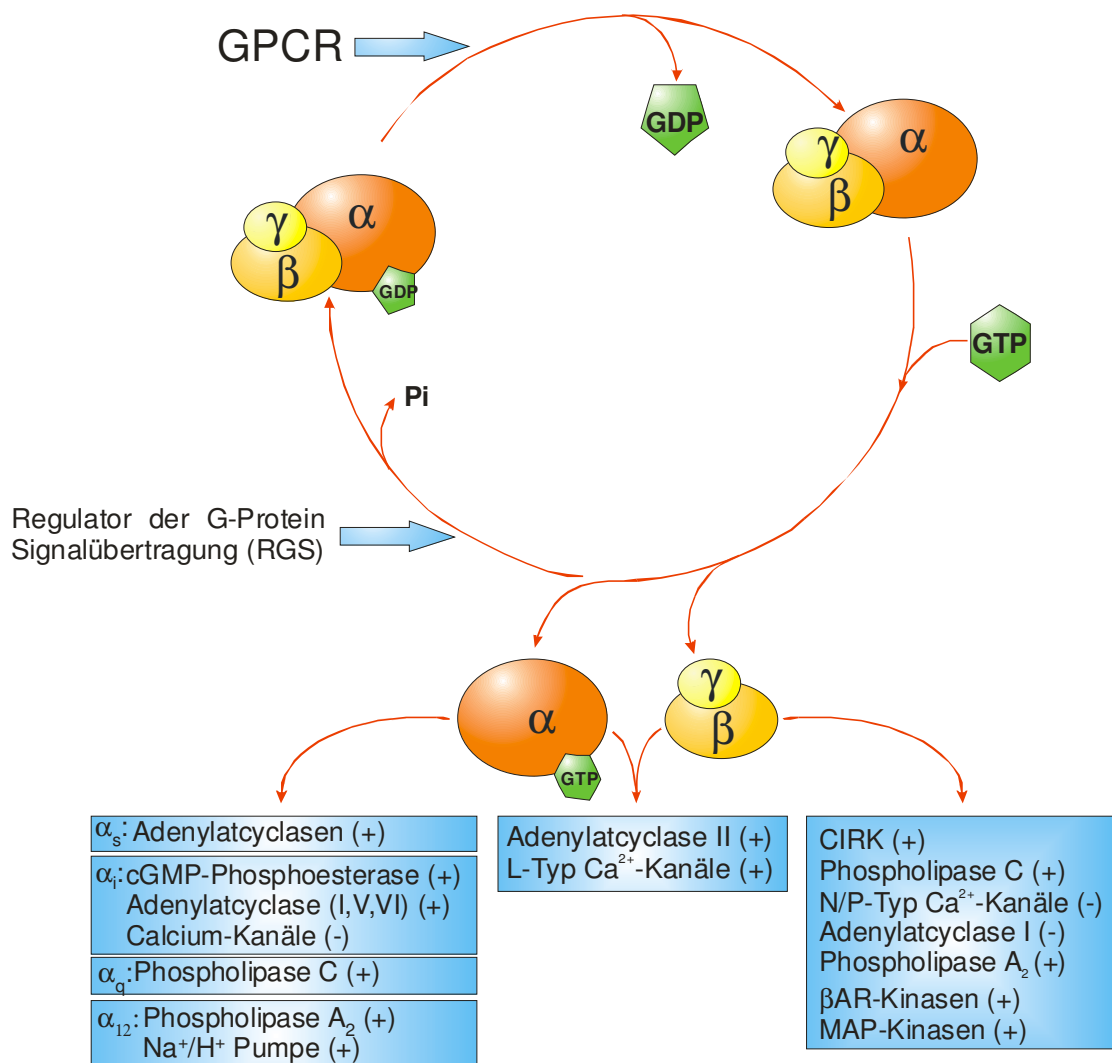 GPCR
GDP
γ
α
β
γ
α
β
GDP
GTP
Pi
Regulator der G-Protein
Signalübertragung (RGS)
α
GTP
γ
β
αs:Adenylatcyclasen (+)
αi:cGMP-Phosphoesterase (+)
Adenylatcyclase (I,V,VI) (+)
Calcium-Kanäle (-)
αq:Phospholipase C (+)
α12:Phospholipase A2 (+)
Na+/H+ Pumpe (+)
Adenylatcyclase II (+)
L-Typ Ca2+-Kanäle (+)
CIRK (+)
Phospholipase C (+)
N/P-Typ Ca2+-Kanäle (-)
Adenylatcyclase I (-)
Phospholipase A2 (+)
βAR-Kinasen (+)
MAP-Kinasen (+)